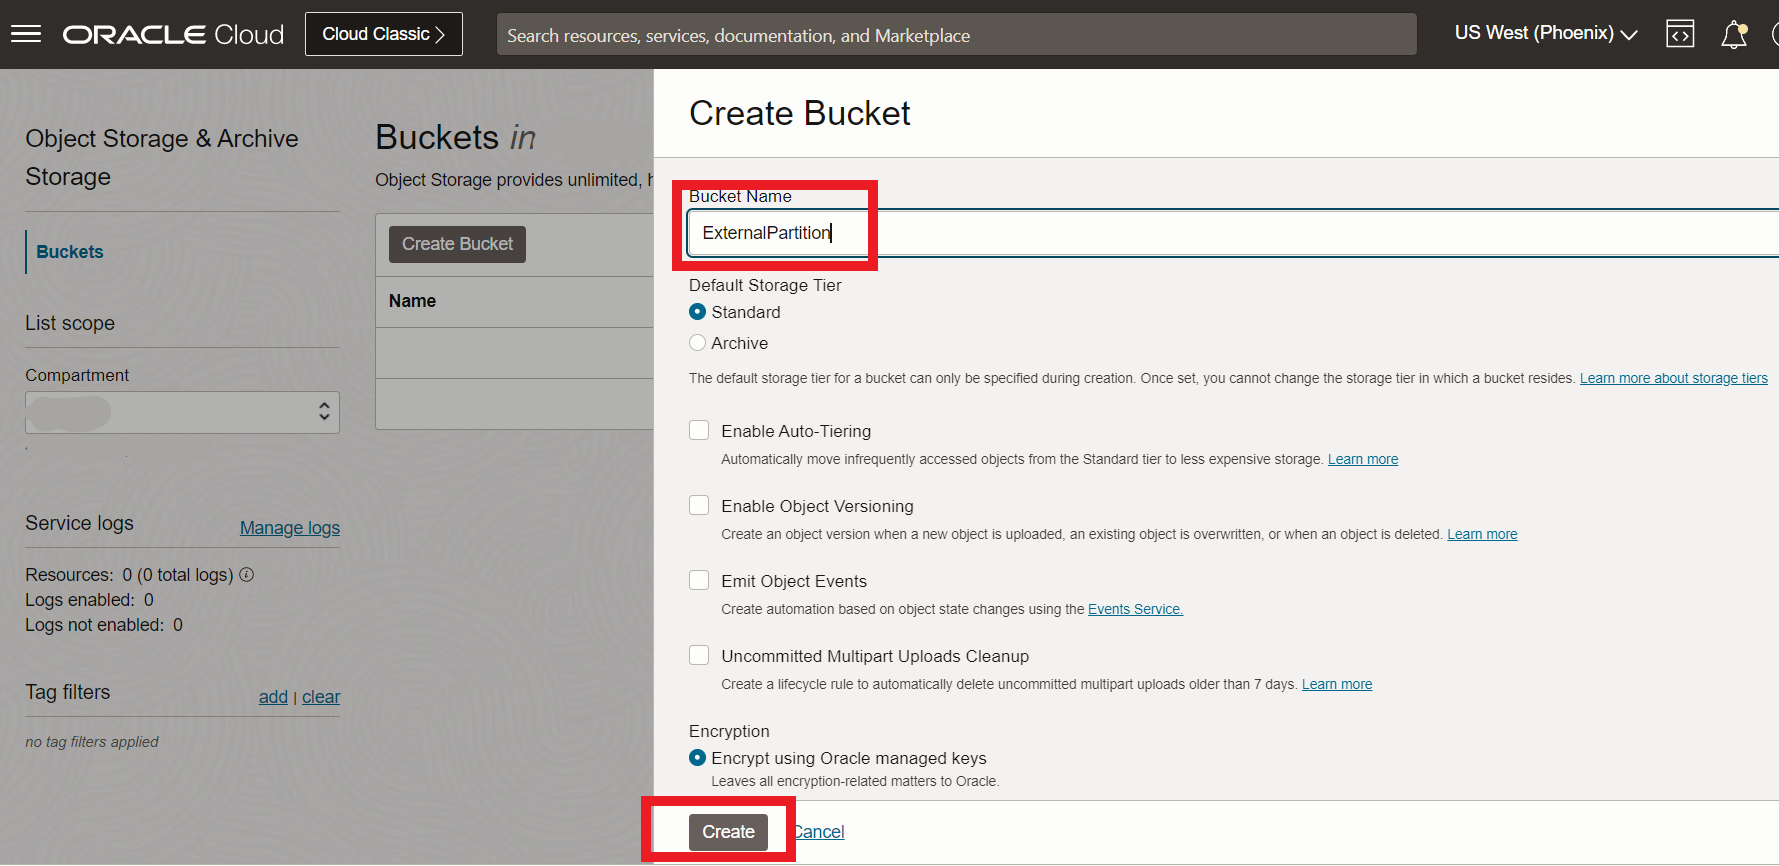 ORACLE Cloud
Cloud Classic >
Search resources, services, documentation, and Marketplace
US West (Phoenix)
Object Storage & Archive
Storage
Buckets
List scope
Compartment
Service logs Manage logs
Resources: 0 (0 total logs)
Logs enabled: 0
Logs not enabled: 0
Tag filters add | clear
no tag filters applied
Buckets in
Object Storage provides unlimited, h
Create Bucket
Name
Create Bucket
Bucket Name
ExternalPartition
Default Storage Tier
Standard
Archive
The default storage tier for a bucket can only be specified during creation. Once set, you cannot change the storage tier in which a bucket resides. Learn more about storage tiers
Enable Auto-Tiering
Automatically move infrequently accessed objects from the Standard tier to less expensive storage. Learn more
Enable Object Versioning
Create an object version when a new object is uploaded, an existing object is overwritten, or when an object is deleted. Learn more
Emit Object Events
Create automation based on object state changes using the Events Service.
Uncommitted Multipart Uploads Cleanup
Create a lifecycle rule to automatically delete uncommitted multipart uploads older than 7 days. Learn more
Encryption
Encrypt using Oracle managed keys
Leaves all encryption-related matters to Oracle.
Create Cancel